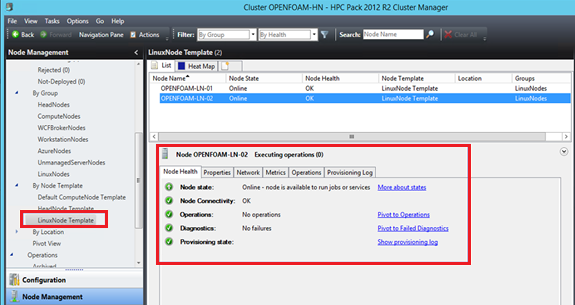 Cluster OPENFOAM-HN - HPC Pack 2012 R2 Cluster Manager
File View Tasks Options Go Help
Back Forward Navigation Pane Actions Filter: By Group By Health Search: Node Name Clear All
Node Management
Rejected (0)
Not-Deployed (0)
By Group
HeadNodes
ComputeNodes
WCFBrokerNodes
WorkstationNodes
AzureNodes
UnmanagedServerNodes
LinuxNodes
By Node Template
Default ComputeNode Template
HeadNode Template
LinuxNode Template
By Location
Pivot View
Operations
Archived
Configuration
Node Management
LinuxNode Template (2)
List Heat Map
Node Name Node State Node Health Node Template Location Groups
OPENFOAM-LN-01 Online OK LinuxNode Template LinuxNodes
OPENFOAM-LN-02 Online OK LinuxNode Template LinuxNodes
Node OPENFOAM-LN-02 Executing operations (0)
Node Health Properties Network Metrics Operations Provisioning Log
Node state: Online - node is available to run jobs or services More about states
Node Connectivity: OK
Operations: No operations Pivot to Operations
Diagnostics: No failures Pivot to Failed Diagnostics
Provisioning state: Show provisioning log